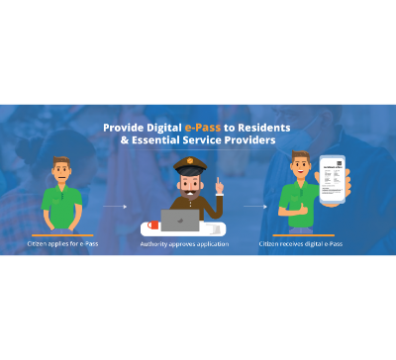 Provide Digital e-Pass to Residents
& Essential Service Providers
Citizen applies for e-Pass
Authority approves application
Citizen receives digital e-Pass